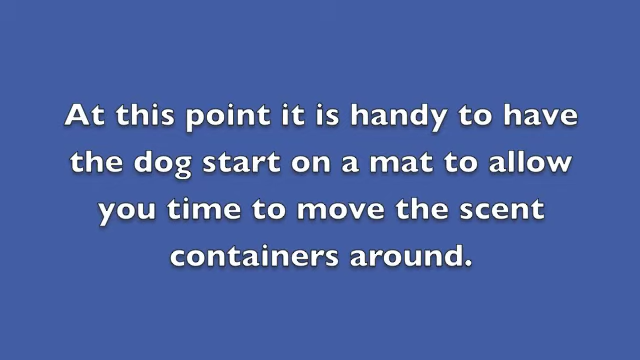 At this point it is handy to have
the dog start on a mat to allow
you time to move the scent
containers around.